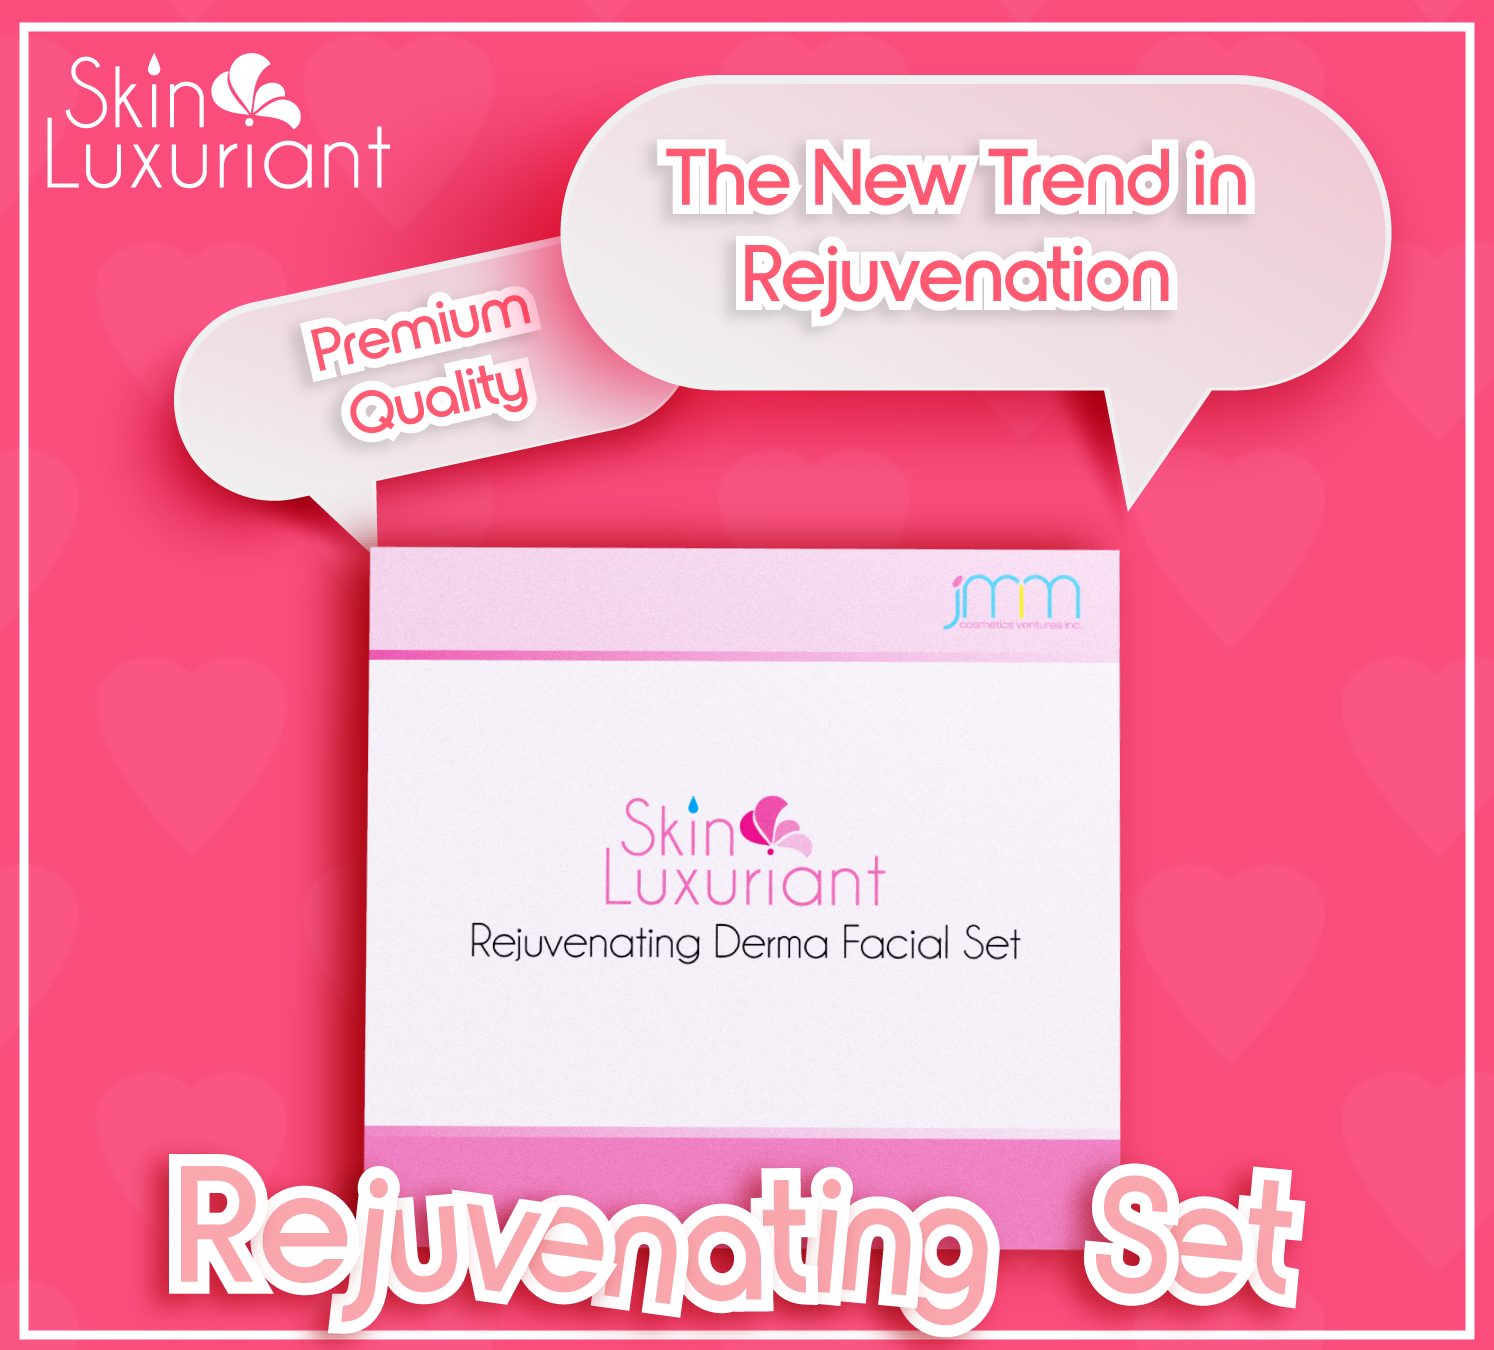 Skin
Luxuriant
The New Trend in
Rejuvenation
Premium
Quality
jmim
cosmetics ventures inc.
Skin
Luxuriant
Rejuvenating Derma Facial Set
Rejuvenating Set